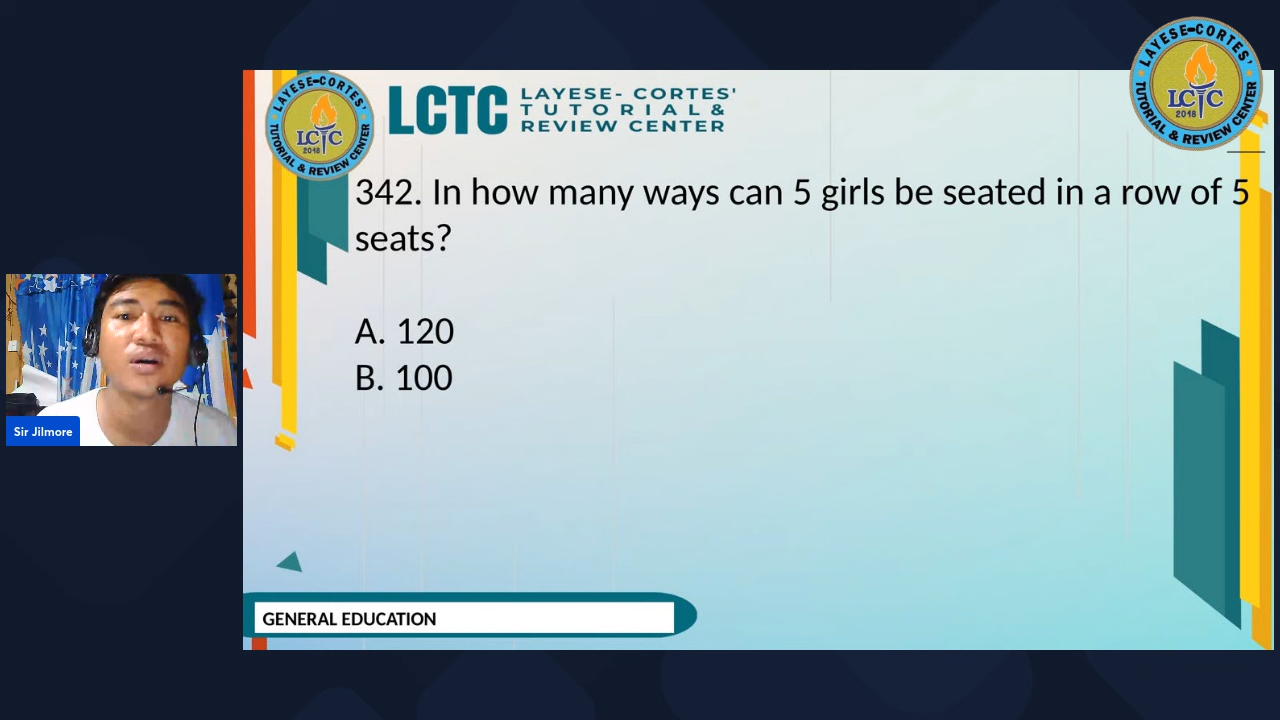 LAYESE-CORTES'
LCTC
2018
TUTORIAL & REVIEW CENTER
LCTC
LAYESE- CORTES'
TUTORIAL &
REVIEW CENTER
LAYESE-CORTES'
LCTC
2018
TUTORIAL & REVIEW CENTER
342. In how many ways can 5 girls be seated in a row of 5
seats?
A. 120
B. 100
Sir Jilmore
GENERAL EDUCATION